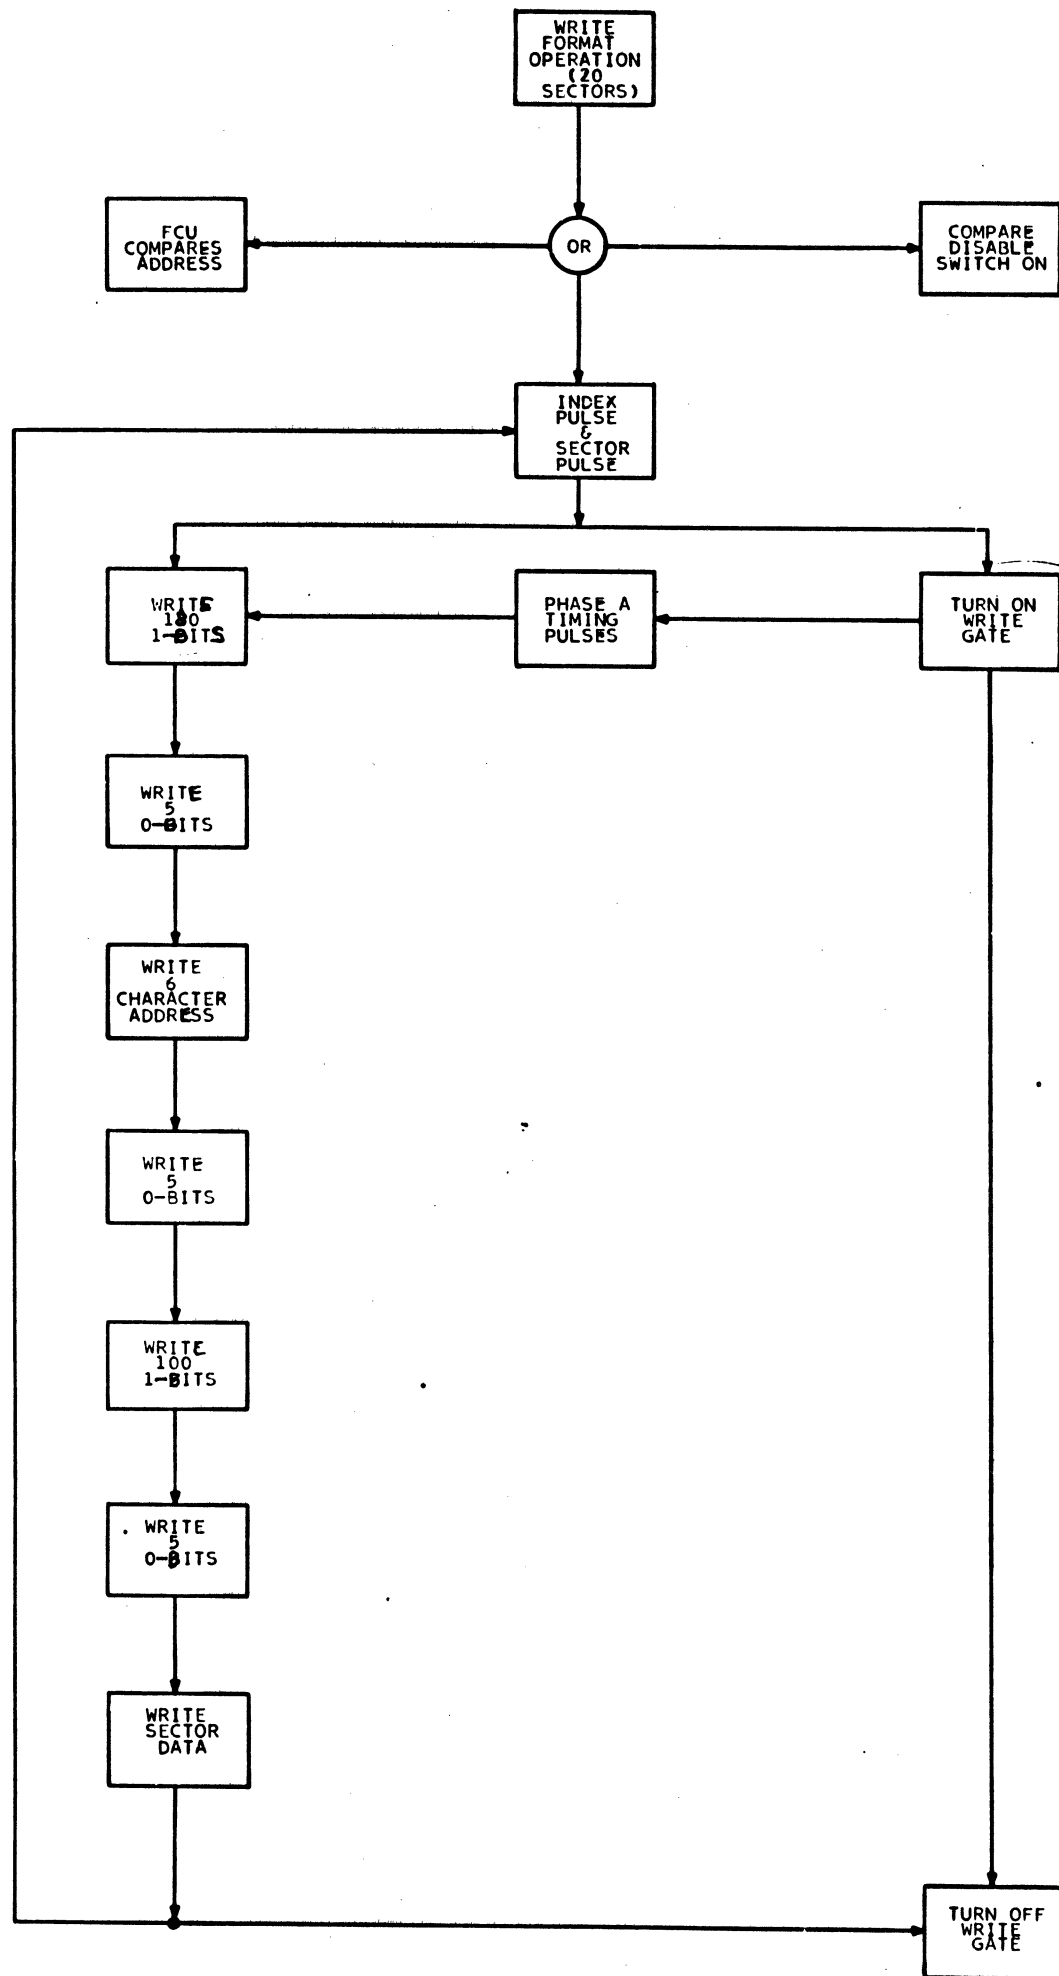 WRITE
FORMAT
OPERATION
(20
SECTORS)
FCU
COMPARES
ADDRESS
OR
COMPARE
DISABLE
SWITCH ON
INDEX
PULSE
&
SECTOR
PULSE
WRITE
180
1-BITS
PHASE A
TIMING
PULSES
TURN ON
WRITE
GATE
WRITE
5
0-BITS
WRITE
6
CHARACTER
ADDRESS
WRITE
5
0-BITS
WRITE
100
1-BITS
WRITE
5
0-BITS
WRITE
SECTOR
DATA
TURN OFF
WRITE
GATE